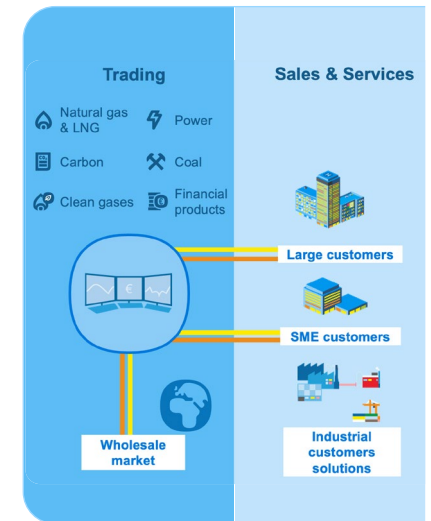 Trading
Sales & Services
Natural gas
& LNG
Power
Carbon
Coal
Clean gases
Financial
products
Large customers
€
SME customers
Wholesale
market
Industrial
customers
solutions